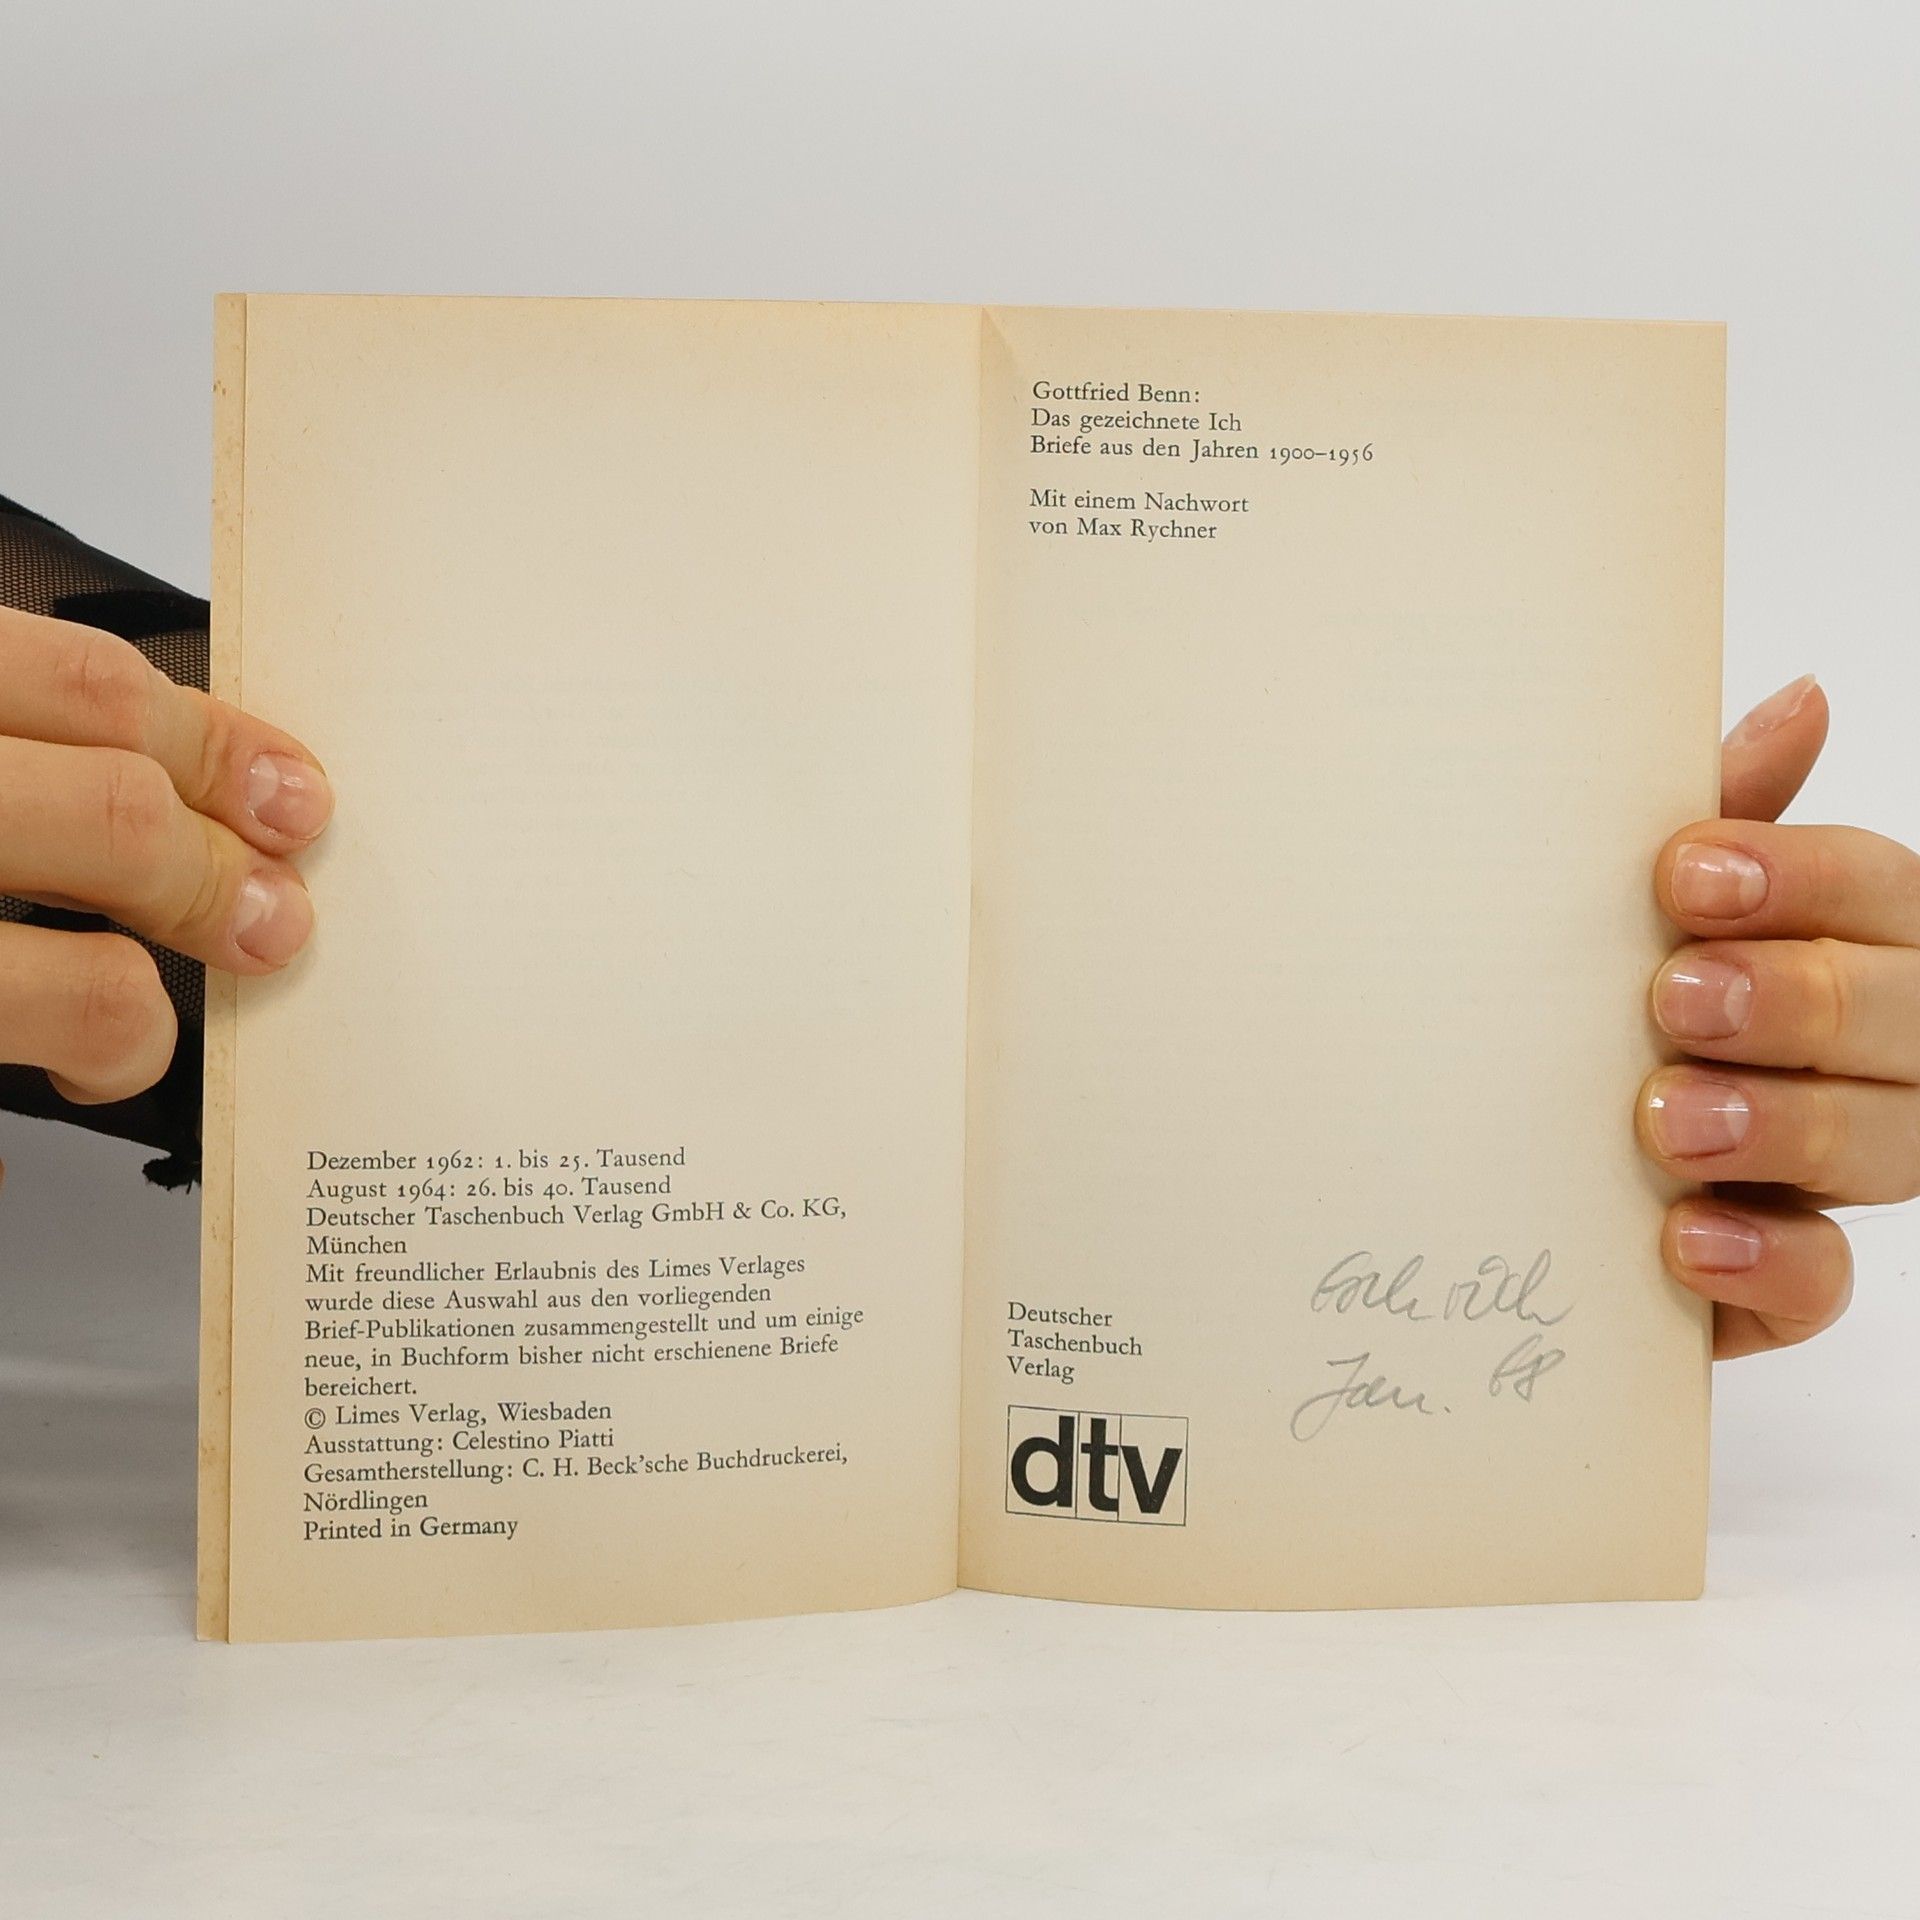 Dezember 1962: 1. bis 25. Tausend
August 1964: 26. bis 40. Tausend
Deutscher Taschenbuch Verlag GmbH & Co. KG,
München
Mit freundlicher Erlaubnis des Limes Verlages
wurde diese Auswahl aus den vorliegenden
Brief-Publikationen zusammengestellt und um einige
neue, in Buchform bisher nicht erschienene Briefe
bereichert.
© Limes Verlag, Wiesbaden
Ausstattung: Celestino Piatti
Gesamtherstellung: C. H. Beck’sche Buchdruckerei,
Nördlingen
Printed in Germany
Gottfried Benn:
Das gezeichnete Ich
Briefe aus den Jahren 1900–1956
Mit einem Nachwort
von Max Rychner
Deutscher
Taschenbuch
Verlag
dtv
Jan. 68